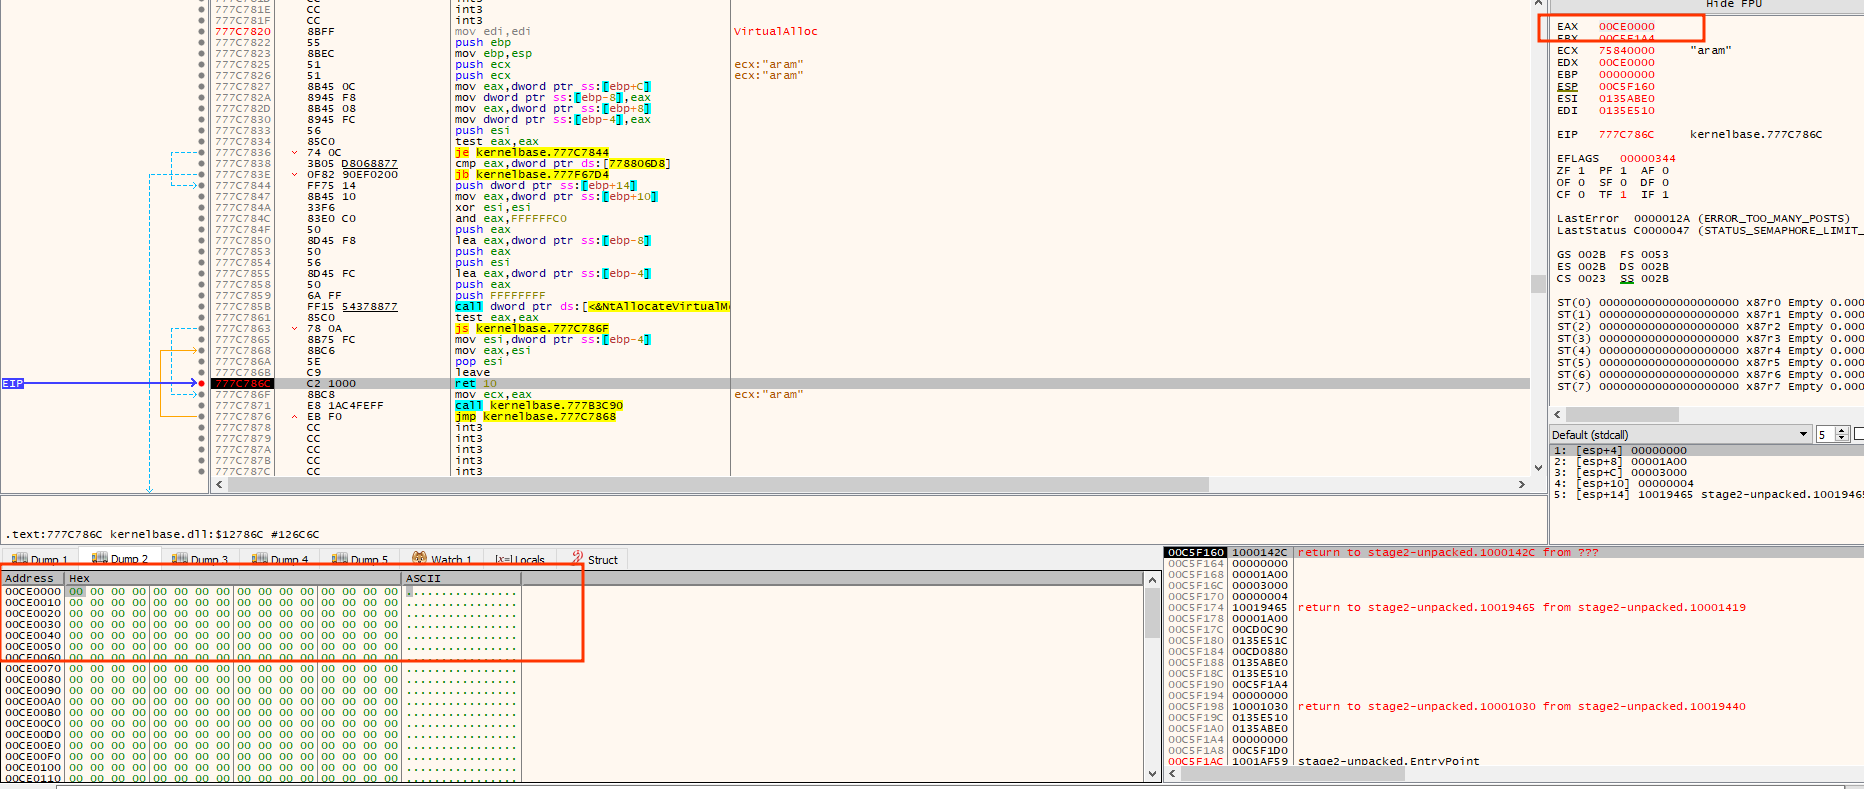 777C781E CC int3
777C781F CC int3
777C7820 8BFF mov edi,edi VirtualAlloc
777C7822 55 push ebp
777C7823 8BEC mov ebp,esp
777C7825 51 push ecx ecx:"aram"
777C7826 51 push ecx ecx:"aram"
777C7827 8B45 0C mov eax,dword ptr ss:[ebp+C]
777C782A 8945 F8 mov dword ptr ss:[ebp-8],eax
777C782D 8B45 08 mov eax,dword ptr ss:[ebp+8]
777C7830 8945 FC mov dword ptr ss:[ebp-4],eax
777C7833 56 push esi
777C7834 85C0 test eax,eax
777C7836 74 0C je kernelbase.777C7844
777C7838 3B05 D8068877 cmp eax,dword ptr ds:[778806D8]
777C783E 0F82 90EF0200 jb kernelbase.777F67D4
777C7844 FF75 14 push dword ptr ss:[ebp+14]
777C7847 8B45 10 mov eax,dword ptr ss:[ebp+10]
777C784A 33F6 xor esi,esi
777C784C 83E0 C0 and eax,FFFFFFC0
777C784F 50 push eax
777C7850 8D45 F8 lea eax,dword ptr ss:[ebp-8]
777C7853 50 push eax
777C7854 56 push esi
777C7855 8D45 FC lea eax,dword ptr ss:[ebp-4]
777C7858 50 push eax
777C7859 6A FF push FFFFFFFF
777C785B FF15 54378877 call dword ptr ds:[<&NtAllocateVirtualM
777C7861 85C0 test eax,eax
777C7863 78 0A js kernelbase.777C786F
777C7865 8B75 FC mov esi,dword ptr ss:[ebp-4]
777C7868 8BC6 mov eax,esi
777C786A 5E pop esi
777C786B C9 leave
EIP 777C786C C2 1000 ret 10
777C786F 8BC8 mov ecx,eax ecx:"aram"
777C7871 E8 1AC4FEFF call kernelbase.777B3C90
777C7876 EB F0 jmp kernelbase.777C7868
777C7878 CC int3
777C7879 CC int3
777C787A CC int3
777C787B CC int3
777C787C CC int3
.text:777C786C kernelbase.dll:$12786C #126C6C
Hide FPU
EAX 00CE0000
EBX 00C5F1A4
ECX 75840000 "aram"
EDX 00CE0000
EBP 00000000
ESP 00C5F160
ESI 0135ABE0
EDI 0135E510
EIP 777C786C kernelbase.777C786C
EFLAGS 00000344
ZF 1 PF 1 AF 0
OF 0 SF 0 DF 0
CF 0 TF 1 IF 1
LastError 0000012A (ERROR_TOO_MANY_POSTS)
LastStatus C0000047 (STATUS_SEMAPHORE_LIMIT_
GS 002B FS 0053
ES 002B DS 002B
CS 0023 SS 002B
ST(0) 00000000000000000000 x87r0 Empty 0.000
ST(1) 00000000000000000000 x87r1 Empty 0.000
ST(2) 00000000000000000000 x87r2 Empty 0.000
ST(3) 00000000000000000000 x87r3 Empty 0.000
ST(4) 00000000000000000000 x87r4 Empty 0.000
ST(5) 00000000000000000000 x87r5 Empty 0.000
ST(6) 00000000000000000000 x87r6 Empty 0.000
ST(7) 00000000000000000000 x87r7 Empty 0.000
Default (stdcall) 5
1: [esp+4] 00000000
2: [esp+8] 00001A00
3: [esp+C] 00003000
4: [esp+10] 00000004
5: [esp+14] 10019465 stage2-unpacked.1001946
Dump 1 Dump 2 Dump 3 Dump 4 Dump 5 Watch 1 [x=] Locals Struct
Address Hex ASCII
00CE0000 00 00 00 00 00 00 00 00 00 00 00 00 00 00 00 00 ................
00CE0010 00 00 00 00 00 00 00 00 00 00 00 00 00 00 00 00 ................
00CE0020 00 00 00 00 00 00 00 00 00 00 00 00 00 00 00 00 ................
00CE0030 00 00 00 00 00 00 00 00 00 00 00 00 00 00 00 00 ................
00CE0040 00 00 00 00 00 00 00 00 00 00 00 00 00 00 00 00 ................
00CE0050 00 00 00 00 00 00 00 00 00 00 00 00 00 00 00 00 ................
00CE0060 00 00 00 00 00 00 00 00 00 00 00 00 00 00 00 00 ................
00CE0070 00 00 00 00 00 00 00 00 00 00 00 00 00 00 00 00 ................
00CE0080 00 00 00 00 00 00 00 00 00 00 00 00 00 00 00 00 ................
00CE0090 00 00 00 00 00 00 00 00 00 00 00 00 00 00 00 00 ................
00CE00A0 00 00 00 00 00 00 00 00 00 00 00 00 00 00 00 00 ................
00CE00B0 00 00 00 00 00 00 00 00 00 00 00 00 00 00 00 00 ................
00CE00C0 00 00 00 00 00 00 00 00 00 00 00 00 00 00 00 00 ................
00CE00D0 00 00 00 00 00 00 00 00 00 00 00 00 00 00 00 00 ................
00CE00E0 00 00 00 00 00 00 00 00 00 00 00 00 00 00 00 00 ................
00CE00F0 00 00 00 00 00 00 00 00 00 00 00 00 00 00 00 00 ................
00CE0100 00 00 00 00 00 00 00 00 00 00 00 00 00 00 00 00 ................
00CE0110 00 00 00 00 00 00 00 00 00 00 00 00 00 00 00 00 ................
00C5F160 1000142C return to stage2-unpacked.1000142C from ???
00C5F164 00000000
00C5F168 00001A00
00C5F16C 00003000
00C5F170 00000004
00C5F174 10019465 return to stage2-unpacked.10019465 from stage2-unpacked.10001419
00C5F178 00001A00
00C5F17C 00CD0C90
00C5F180 0135E51C
00C5F184 00CD0880
00C5F188 0135ABE0
00C5F18C 0135E510
00C5F190 00C5F1A4
00C5F194 00000000
00C5F198 10001030 return to stage2-unpacked.10001030 from stage2-unpacked.10019440
00C5F19C 0135E510
00C5F1A0 0135ABE0
00C5F1A4 00000000
00C5F1A8 00C5F1D0
00C5F1AC 1001AF59 stage2-unpacked.EntryPoint